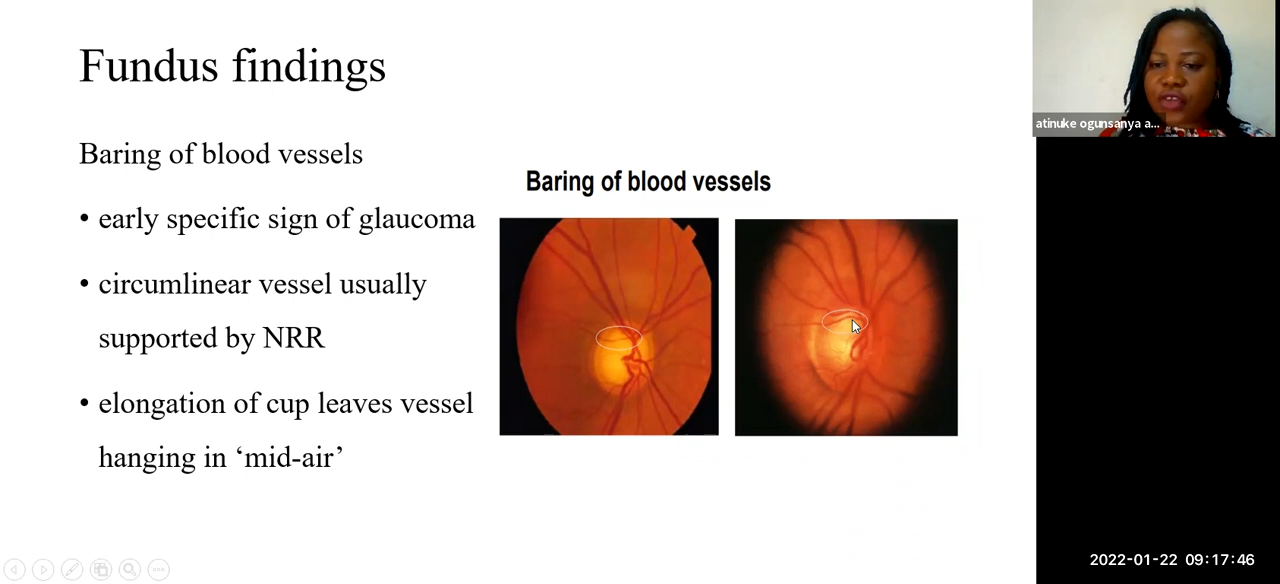 Fundus findings
Baring of blood vessels
• early specific sign of glaucoma
• circumlinear vessel usually
supported by NRR
• elongation of cup leaves vessel
hanging in ‘mid-air’
Baring of blood vessels
atinuke ogunsanya a...
2022-01-22 09:17:46